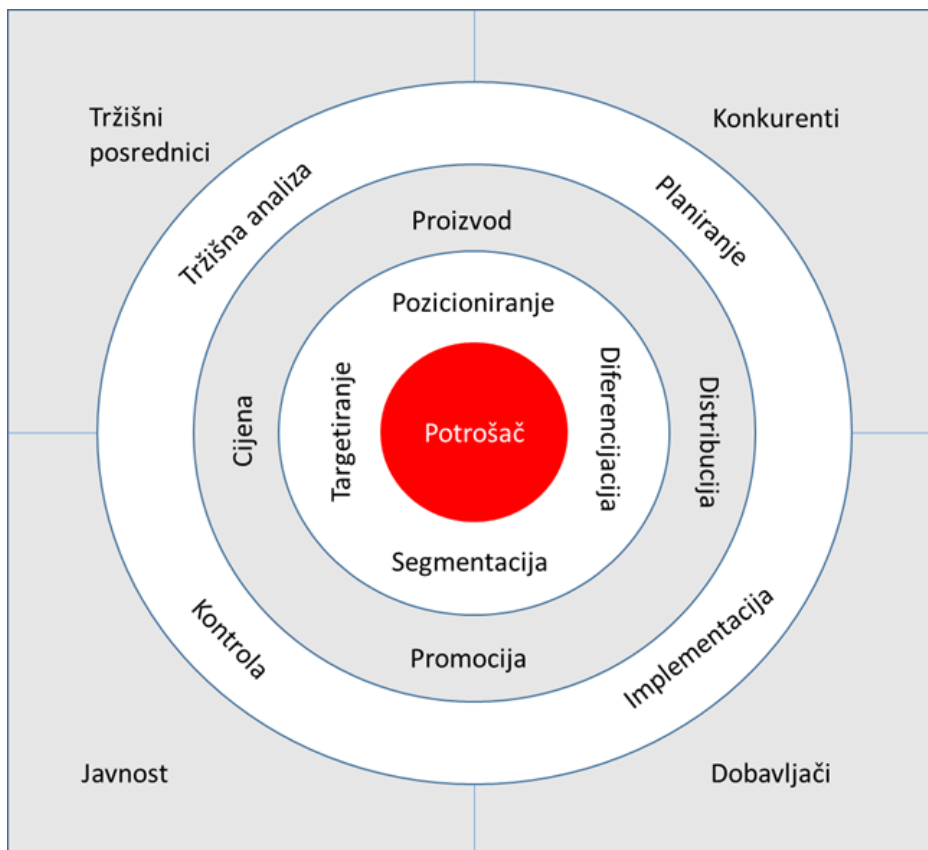 Tržišni
posrednici
Konkurenti
Tržišna analiza
Planiranje
Proizvod
Pozicioniranje
Cijena
Targetiranje
Potrošač
Diferencijacija
Distribucija
Segmentacija
Kontrola
Promocija
Implementacija
Javnost
Dobavljači